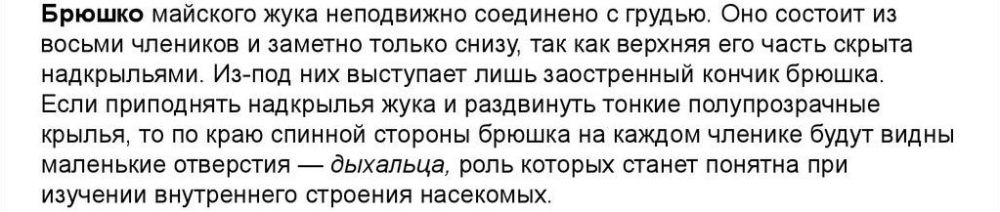 Брюшко майского жука неподвижно соединено с грудью. Оно состоит из
восьми члеников и заметно только снизу, так как верхняя его часть скрыта
надкрыльями. Из-под них выступает лишь заостренный кончик брюшка.
Если приподнять надкрылья жука и раздвинуть тонкие полупрозрачные
крылья, то по краю спинной стороны брюшка на каждом членике будут видны
маленькие отверстия — дыхальца, роль которых станет понятна при
изучении внутреннего строения насекомых.